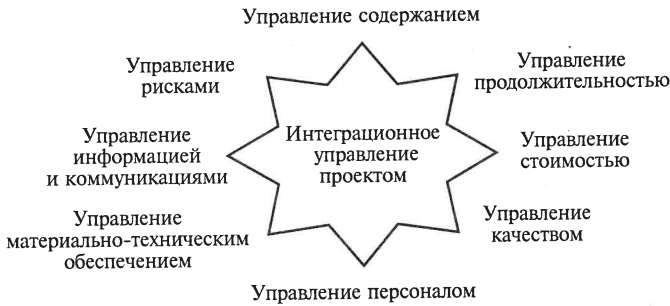 Управление содержанием
Управление
рисками
Управление
продолжительностью
Управление
информацией
и коммуникациями
Интеграционное
управление
проектом
Управление
стоимостью
Управление
материально-техническим
обеспечением
Управление
качеством
Управление персоналом